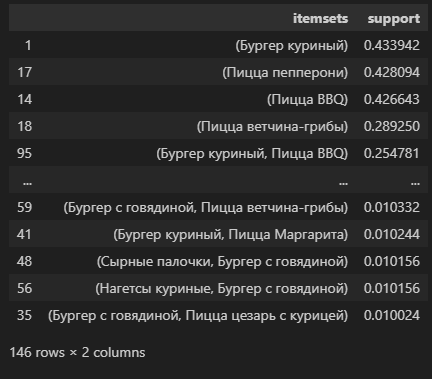 itemsets support
1 (Бургер куриный) 0.433942
17 (Пицца пепперони) 0.428094
14 (Пицца BBQ) 0.426643
18 (Пицца ветчина-грибы) 0.289250
95 (Бургер куриный, Пицца BBQ) 0.254781
... ... ...
59 (Бургер с говядиной, Пицца ветчина-грибы) 0.010332
41 (Бургер куриный, Пицца Маргарита) 0.010244
48 (Сырные палочки, Бургер с говядиной) 0.010156
56 (Нагетсы куриные, Бургер с говядиной) 0.010156
35 (Бургер с говядиной, Пицца цезарь с курицей) 0.010024
146 rows × 2 columns